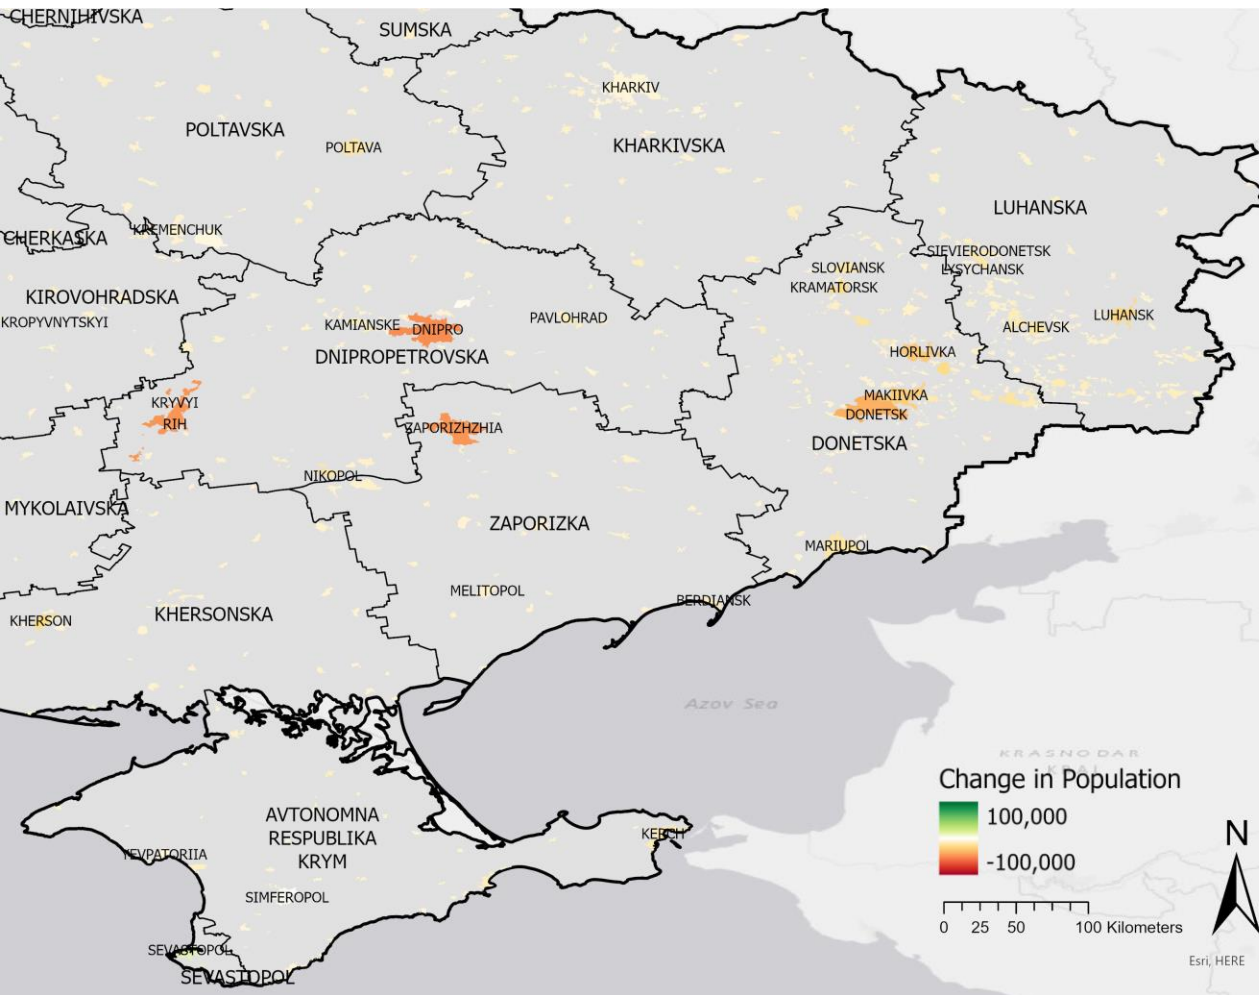 CHERNIHIVSKA
SUMSKA
KHARKIV
POLTAVSKA
POLTAVA
KHARKIVSKA
LUHANSKA
KREMENCHUK
CHERKASKA
SIEVIERODONETSK
LYSYCHANSK
SLOVIANSK
KRAMATORSK
KIROVOHRADSKA
KROPYVNYTSKYI
KAMIANSKE
DNIPRO
PAVLOHRAD
LUHANSK
ALCHEVSK
DNIPROPETROVSKA
HORLIVKA
KRYVYI
RIH
MAKIIVKA
DONETSK
ZAPORIZHZHIA
DONETSKA
NIKOPOL
MYKOLAIVSKA
ZAPORIZKA
MARIUPOL
MELITOPOL
BERDIANSK
KHERSON
KHERSONSKA
Azov Sea
KRASNODAR
KRAI
Change in Population
100,000
-100,000
AVTONOMNA
RESPUBLIKA
KRYM
KERCH
YEVPATORIIA
SIMFEROPOL
SEVASTOPOL
SEVASTOPOL
N
0 25 50 100 Kilometers
Esri, HERE